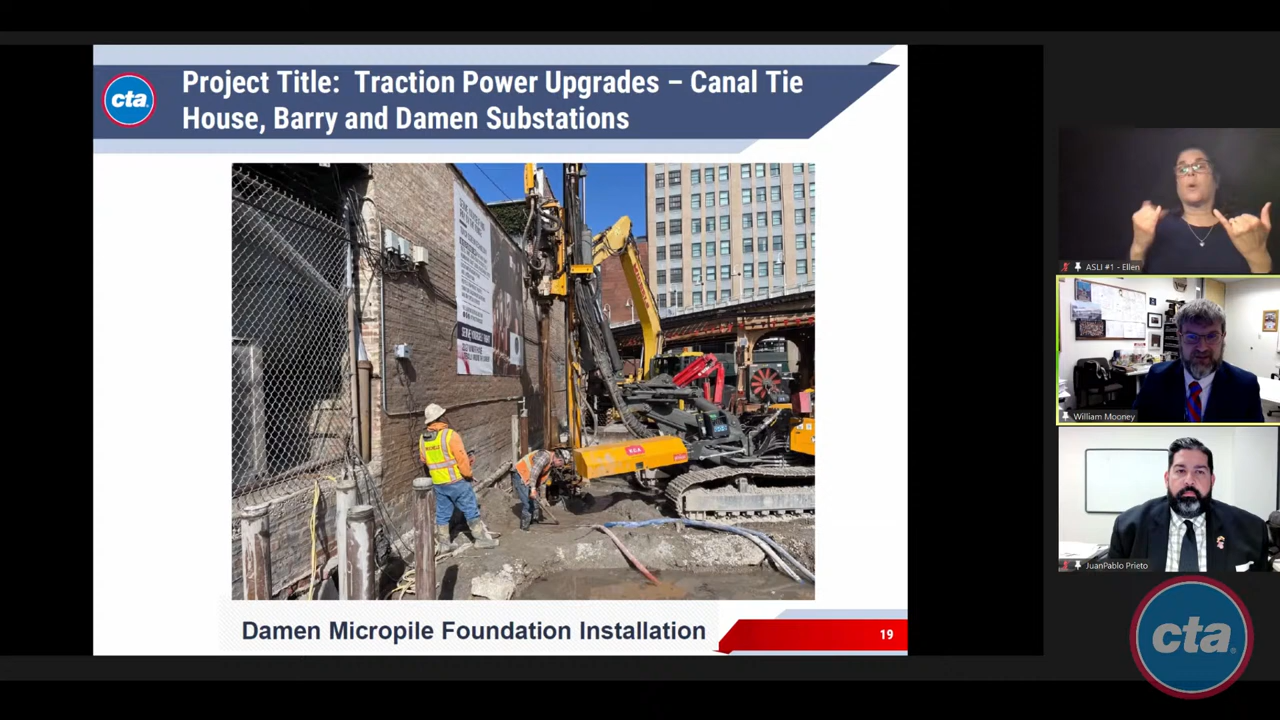 cta
Project Title: Traction Power Upgrades – Canal Tie
House, Barry and Damen Substations
Damen Micropile Foundation Installation
19
ASLI #1 - Ellen
William Mooney
JuanPablo Prieto
cta